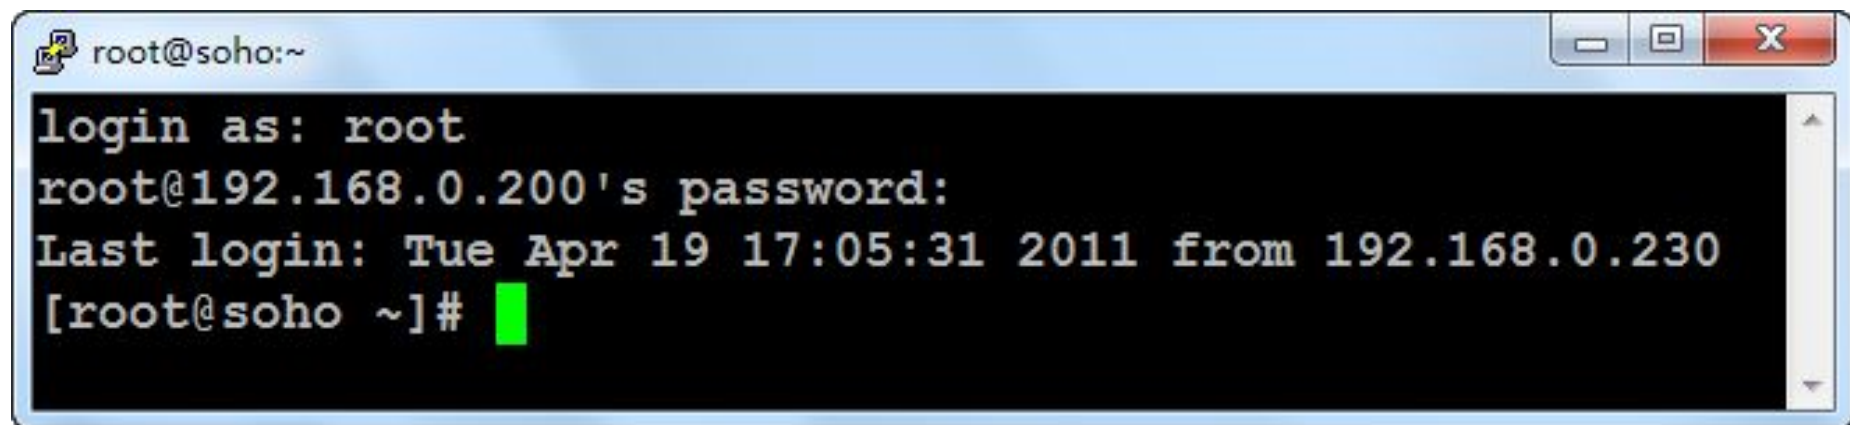 root@soho:~
login as: root
root@192.168.0.200's password:
Last login: Tue Apr 19 17:05:31 2011 from 192.168.0.230
[root@soho ~]#